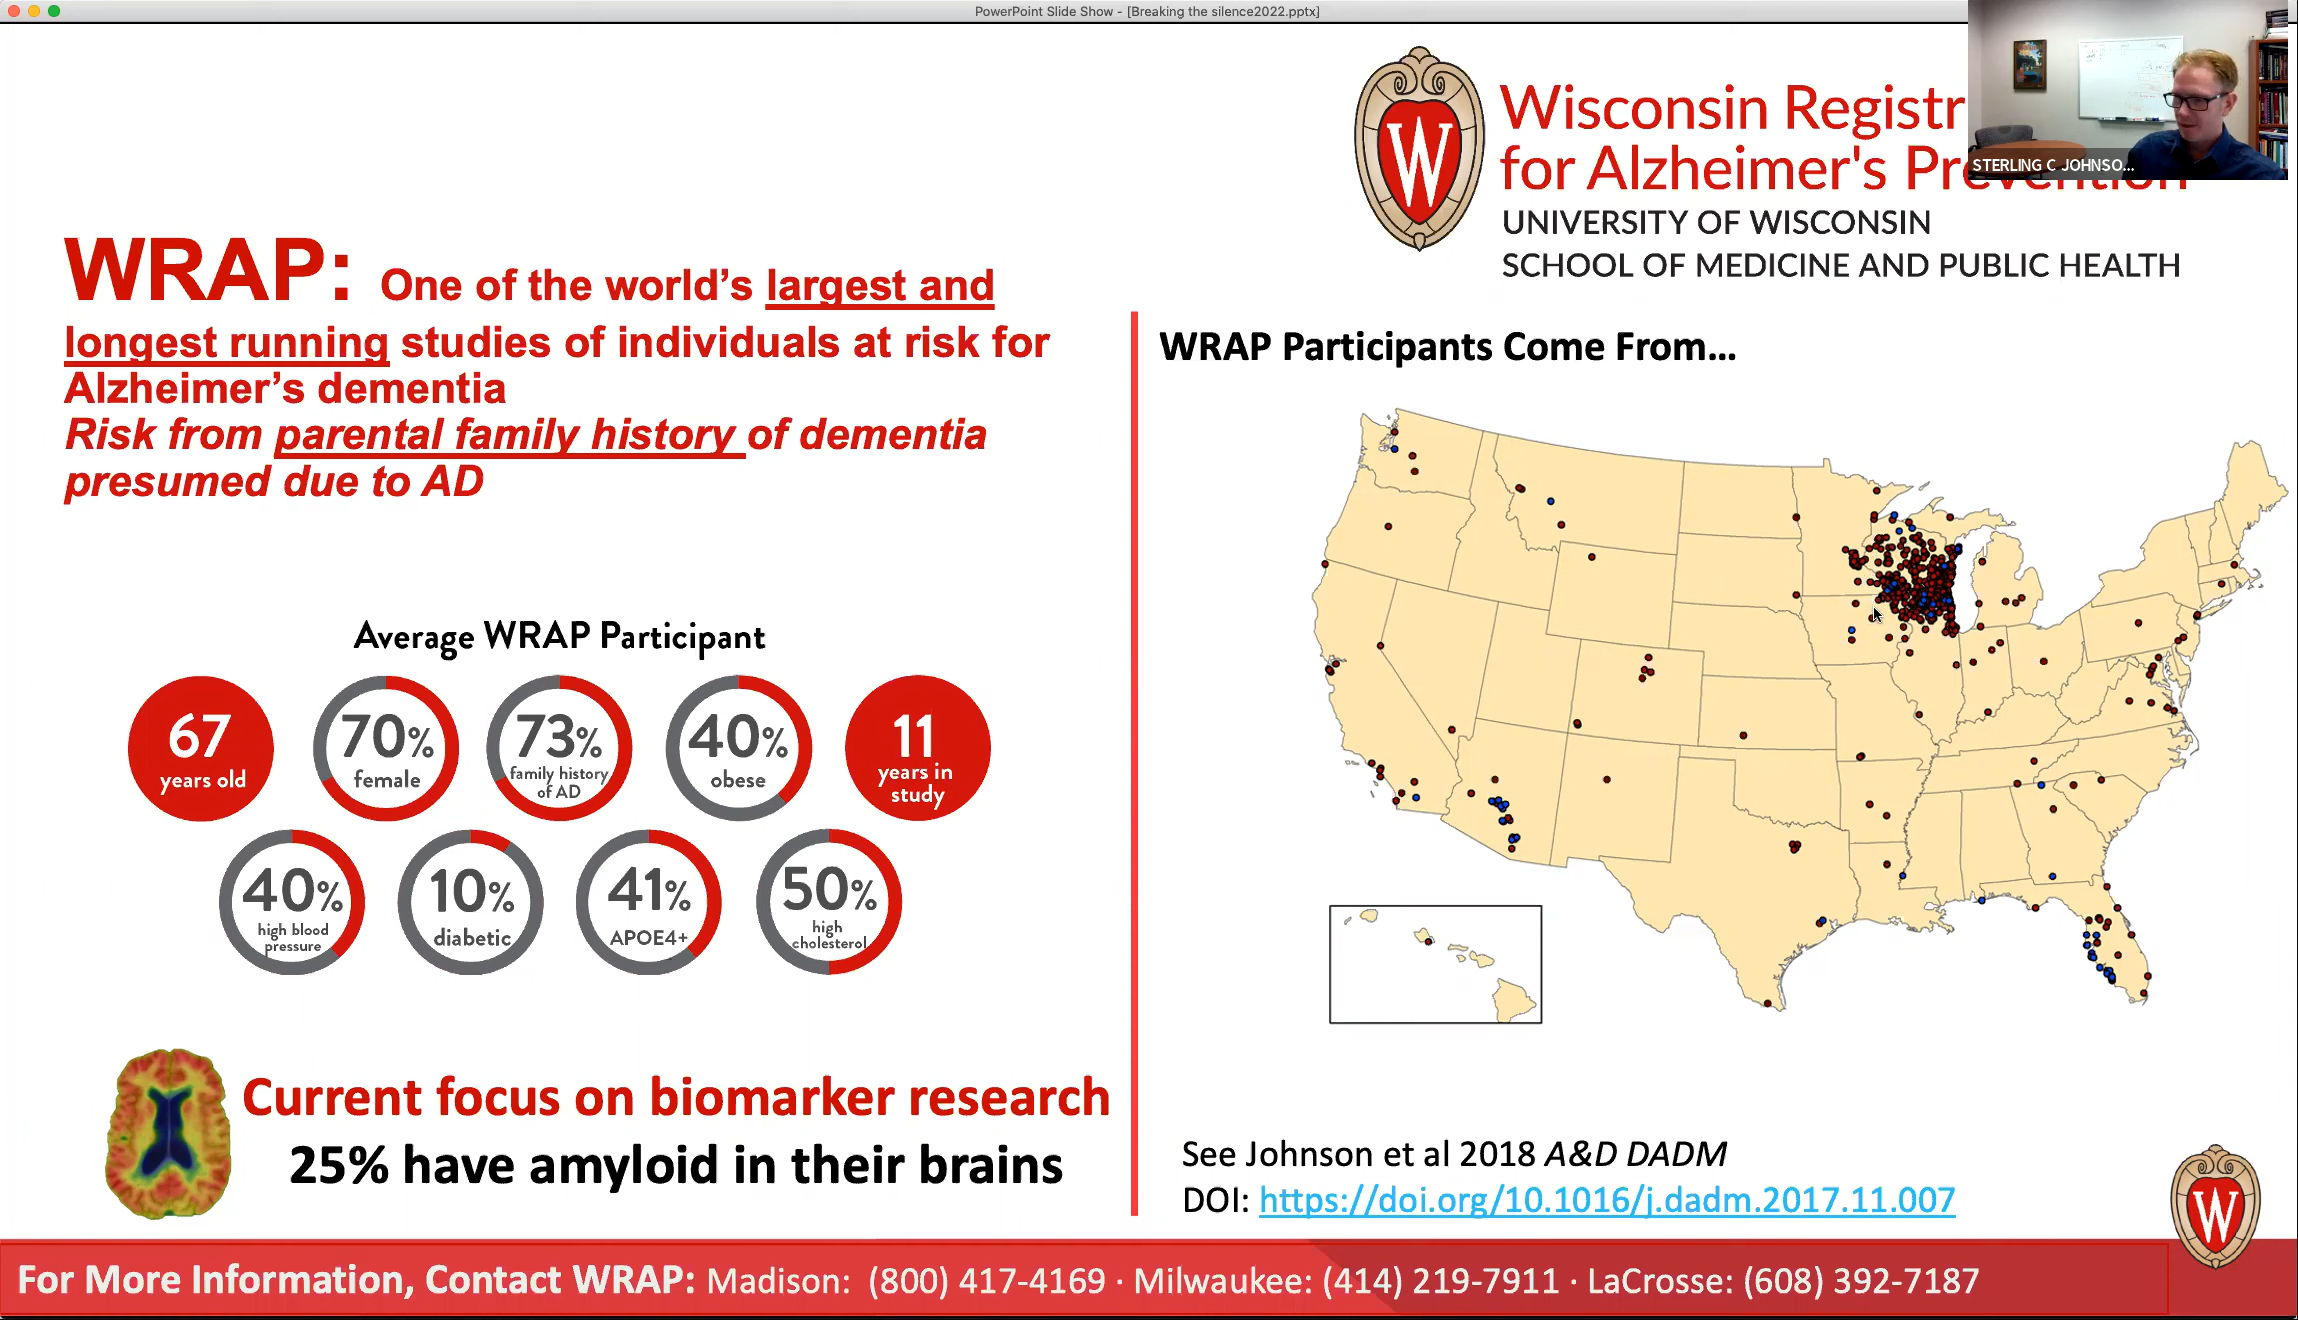 PowerPoint Slide Show - [Breaking the silence2022.pptx]
STERLING C JOHNSO...
Wisconsin Registr
for Alzheimer's Prevention
UNIVERSITY OF WISCONSIN
SCHOOL OF MEDICINE AND PUBLIC HEALTH
W
WRAP: One of the world's largest and
longest running studies of individuals at risk for
Alzheimer's dementia
Risk from parental family history of dementia
presumed due to AD
Average WRAP Participant
67
years old
70%
female
73%
family history
of AD
40%
obese
11
years in
study
40%
high blood
pressure
10%
diabetic
41%
APOE4+
50%
high
cholesterol
Current focus on biomarker research
25% have amyloid in their brains
WRAP Participants Come From...
See Johnson et al 2018 A&D DADM
DOI: https://doi.org/10.1016/j.dadm.2017.11.007
W
For More Information, Contact WRAP: Madison: (800) 417-4169 · Milwaukee: (414) 219-7911 · LaCrosse: (608) 392-7187